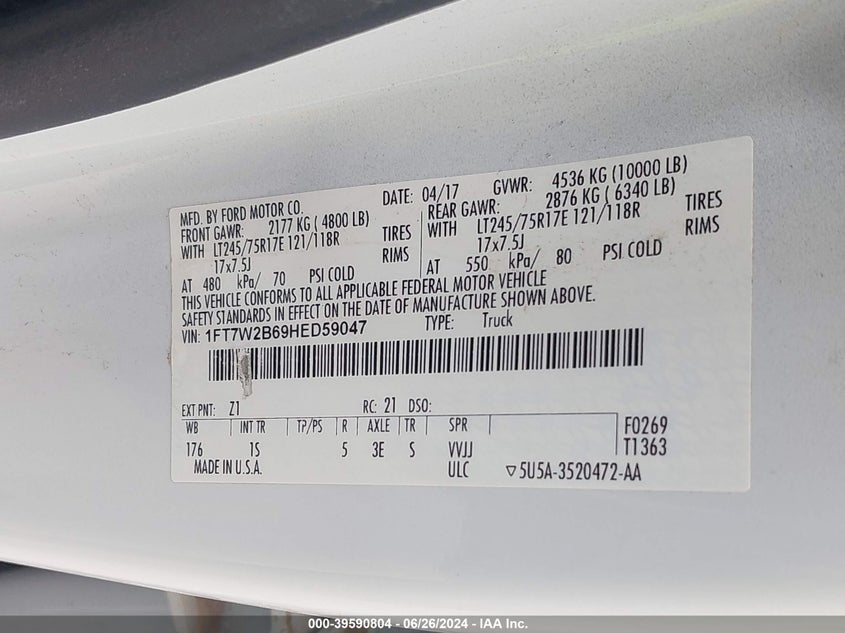 MFD. BY FORD MOTOR CO.
DATE: 04/17 GVWR: 4536 KG (10000 LB)
FRONT GAWR: 2177 KG ( 4800 LB)
REAR GAWR: 2876 KG ( 6340 LB)
WITH LT245/75R17E 121/118R TIRES
WITH LT245/75R17E 121/118R TIRES
17x7.5J RIMS
17x7.5J RIMS
AT 480 kPa/ 70 PSI COLD
AT 550 kPa/ 80 PSI COLD
THIS VEHICLE CONFORMS TO ALL APPLICABLE FEDERAL MOTOR VEHICLE
SAFETY STANDARDS IN EFFECT ON THE DATE OF MANUFACTURE SHOWN ABOVE.
VIN: 1FT7W2B69HED59047 TYPE: Truck
EXT PNT: Z1 RC: 21 DSO:
WB INT TR TP/PS R AXLE TR SPR F0269
176 1S 5 3E S VVJJ T1363
MADE IN U.S.A. ULC ▽5U5A-3520472-AA
000-39590804 / 06/26/2024 - IAA Inc.